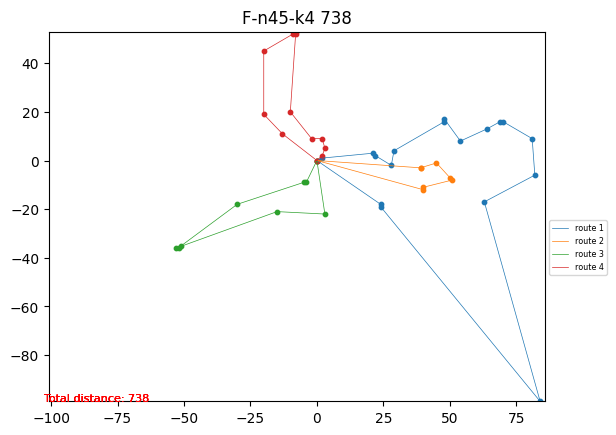 F-n45-k4 738
40
20
0
−20
−40
−60
−80
−100 −75 −50 −25 0 25 50 75
route 1
route 2
route 3
route 4
Total distance: 738